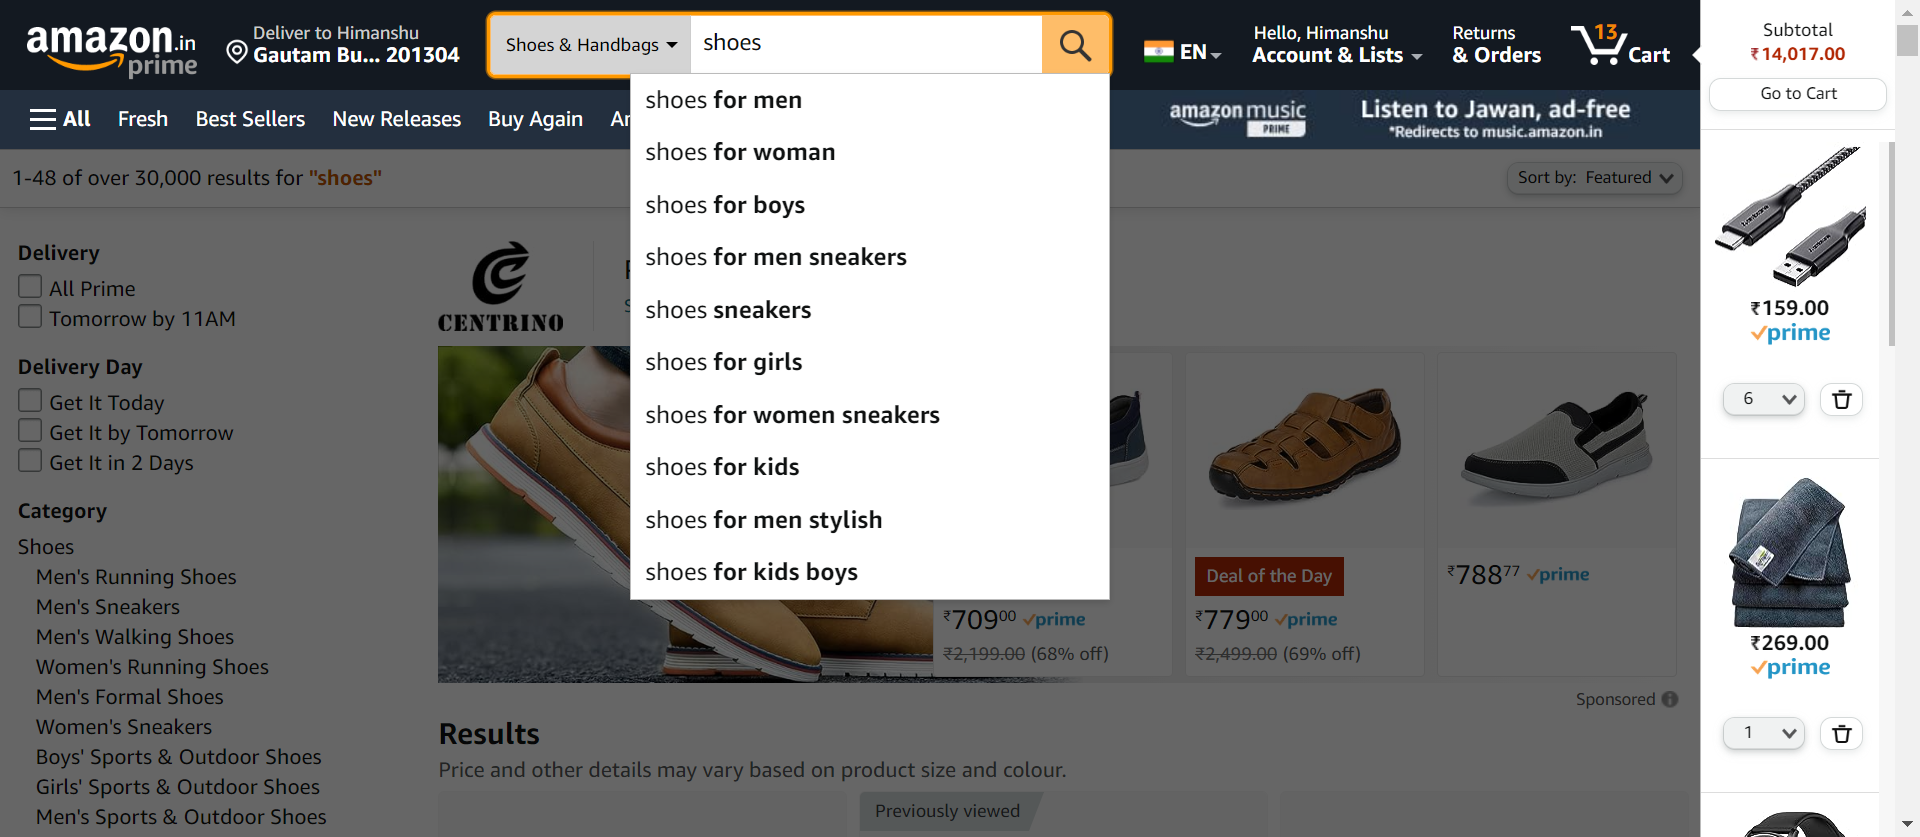 amazon.in
prime
Deliver to Himanshu
Gautam Bu... 201304
Shoes & Handbags
shoes
EN
Hello, Himanshu
Account & Lists
Returns
& Orders
13
Cart
Subtotal
₹14,017.00
Go to Cart
All
Fresh
Best Sellers
New Releases
Buy Again
amazon music
PRIME
Listen to Jawan, ad-free
*Redirects to music.amazon.in
shoes for men
shoes for woman
shoes for boys
shoes for men sneakers
shoes sneakers
shoes for girls
shoes for women sneakers
shoes for kids
shoes for men stylish
shoes for kids boys
1-48 of over 30,000 results for "shoes"
Sort by: Featured
Delivery
All Prime
Tomorrow by 11AM
Delivery Day
Get It Today
Get It by Tomorrow
Get It in 2 Days
Category
Shoes
Men's Running Shoes
Men's Sneakers
Men's Walking Shoes
Women's Running Shoes
Men's Formal Shoes
Women's Sneakers
Boys' Sports & Outdoor Shoes
Girls' Sports & Outdoor Shoes
Men's Sports & Outdoor Shoes
CENTRINO
₹70900 prime
₹2,199.00 (68% off)
Deal of the Day
₹77900 prime
₹2,499.00 (69% off)
₹78877 prime
Sponsored
Results
Price and other details may vary based on product size and colour.
Previously viewed
₹159.00
prime
6
₹269.00
prime
1